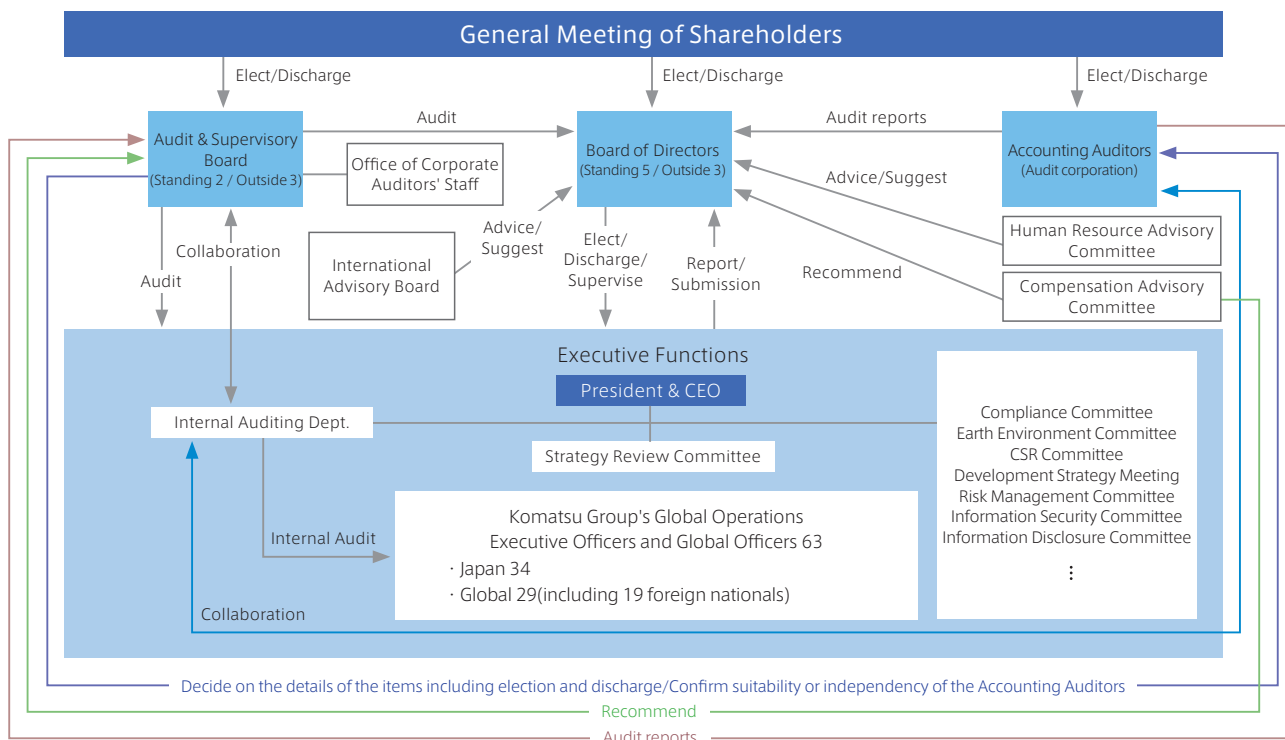 General Meeting of Shareholders
Elect/Discharge
Elect/Discharge
Elect/Discharge
Audit & Supervisory
Board
(Standing 2 / Outside 3)
Audit
Board of Directors
(Standing 5 / Outside 3)
Audit reports
Accounting Auditors
(Audit corporation)
Office of Corporate
Auditors' Staff
Advice/Suggest
Human Resource Advisory
Committee
Collaboration
International
Advisory Board
Advice/
Suggest
Elect/
Discharge/
Supervise
Report/
Submission
Recommend
Compensation Advisory
Committee
Audit
Executive Functions
President & CEO
Internal Auditing Dept.
Strategy Review Committee
Compliance Committee
Earth Environment Committee
CSR Committee
Development Strategy Meeting
Risk Management Committee
Information Security Committee
Information Disclosure Committee
⋮
Internal Audit
Komatsu Group's Global Operations
Executive Officers and Global Officers 63
· Japan 34
· Global 29(including 19 foreign nationals)
Collaboration
Decide on the details of the items including election and discharge/Confirm suitability or independency of the Accounting Auditors
Recommend
Audit reports